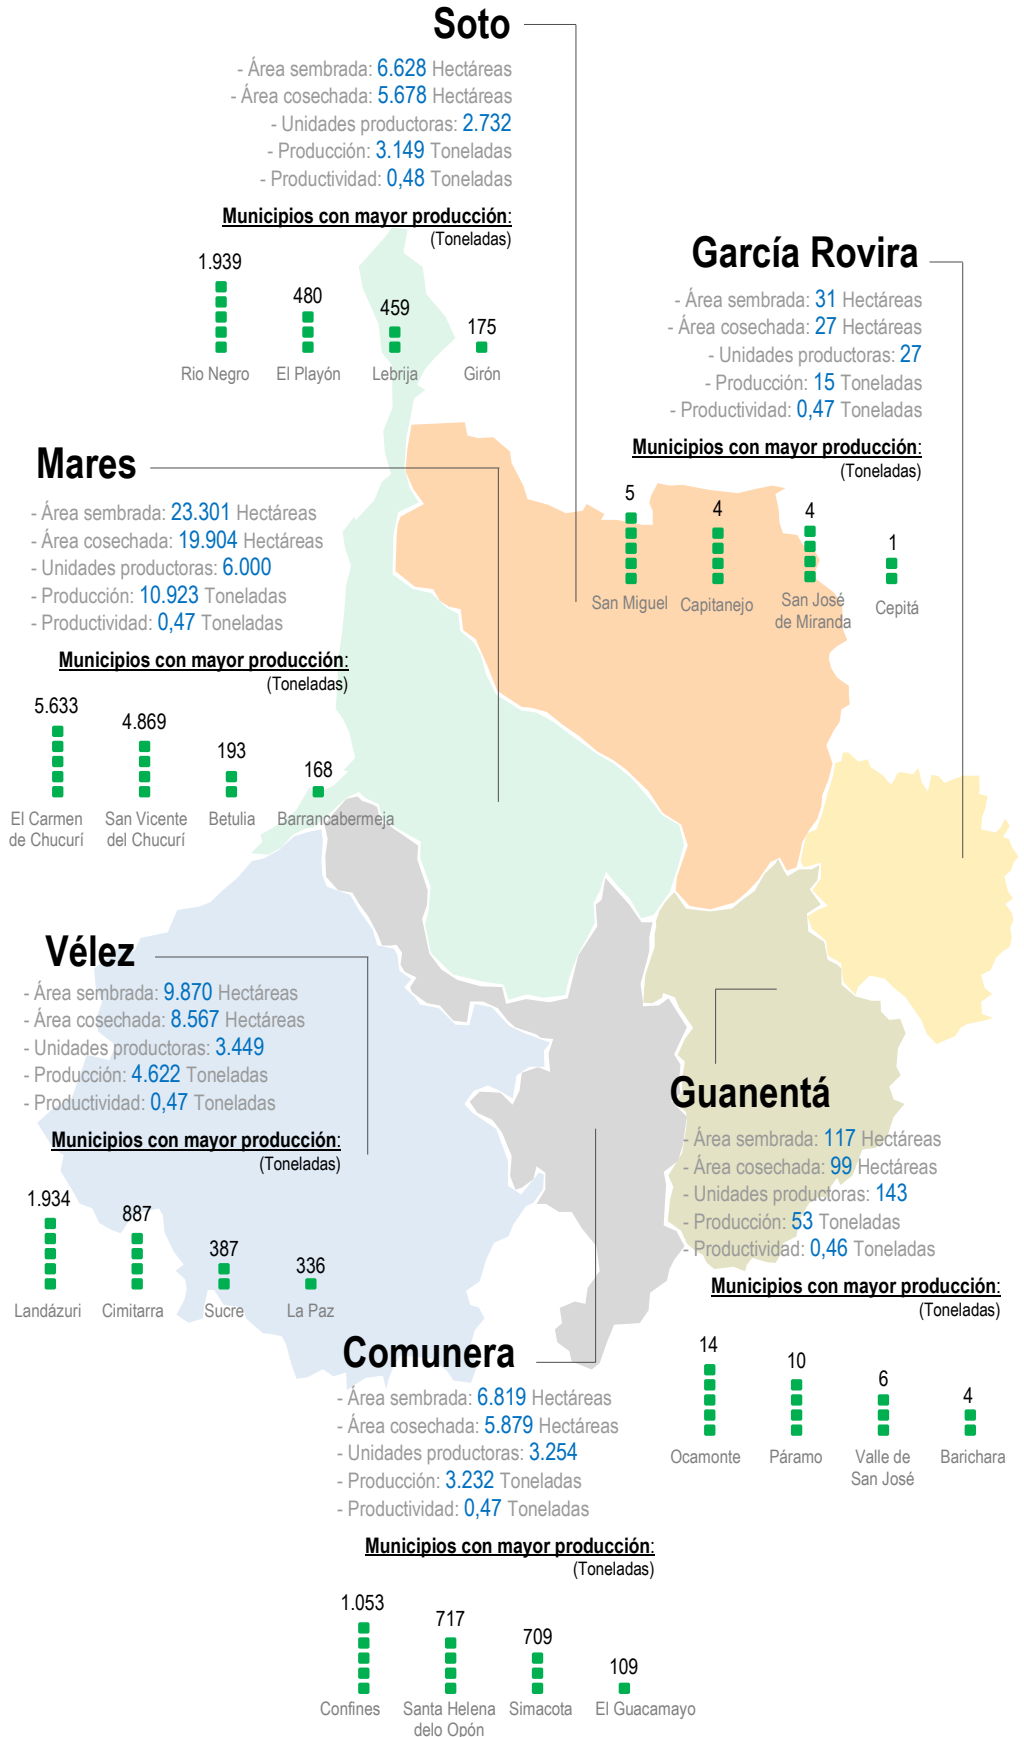 Soto
- Área sembrada: 6.628 Hectáreas
- Área cosechada: 5.678 Hectáreas
- Unidades productoras: 2.732
- Producción: 3.149 Toneladas
- Productividad: 0,48 Toneladas
Municipios con mayor producción:
(Toneladas)
1.939 480 459 175
Rio Negro El Playón Lebrija Girón
García Rovira
- Área sembrada: 31 Hectáreas
- Área cosechada: 27 Hectáreas
- Unidades productoras: 27
- Producción: 15 Toneladas
- Productividad: 0,47 Toneladas
Municipios con mayor producción:
(Toneladas)
5 4 4 1
San Miguel Capitanejo San José Cepitá
de Miranda
Mares
- Área sembrada: 23.301 Hectáreas
- Área cosechada: 19.904 Hectáreas
- Unidades productoras: 6.000
- Producción: 10.923 Toneladas
- Productividad: 0,47 Toneladas
Municipios con mayor producción:
(Toneladas)
5.633 4.869 193 168
El Carmen San Vicente Betulia Barrancabermeja
de Chucurí del Chucurí
Vélez
- Área sembrada: 9.870 Hectáreas
- Área cosechada: 8.567 Hectáreas
- Unidades productoras: 3.449
- Producción: 4.622 Toneladas
- Productividad: 0,47 Toneladas
Municipios con mayor producción:
(Toneladas)
1.934 887 387 336
Landázuri Cimitarra Sucre La Paz
Guanentá
- Área sembrada: 117 Hectáreas
- Área cosechada: 99 Hectáreas
- Unidades productoras: 143
- Producción: 53 Toneladas
- Productividad: 0,46 Toneladas
Municipios con mayor producción:
(Toneladas)
14 10 6 4
Ocamonte Páramo Valle de Barichara
San José
Comunera
- Área sembrada: 6.819 Hectáreas
- Área cosechada: 5.879 Hectáreas
- Unidades productoras: 3.254
- Producción: 3.232 Toneladas
- Productividad: 0,47 Toneladas
Municipios con mayor producción:
(Toneladas)
1.053 717 709 109
Confines Santa Helena Simacota El Guacamayo
delo Opón